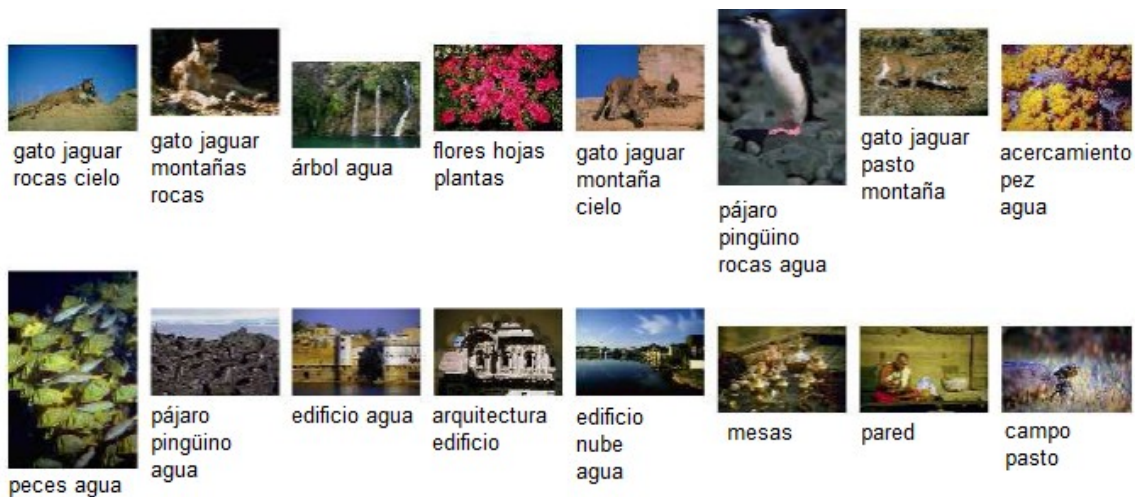 gato jaguar
rocas cielo
gato jaguar
montañas
rocas
árbol agua
flores hojas
plantas
gato jaguar
montaña
cielo
pájaro
pingüino
rocas agua
gato jaguar
pasto
montaña
acercamiento
pez
agua
peces agua
pájaro
pingüino
agua
edificio agua
arquitectura
edificio
edificio
nube
agua
mesas
pared
campo
pasto